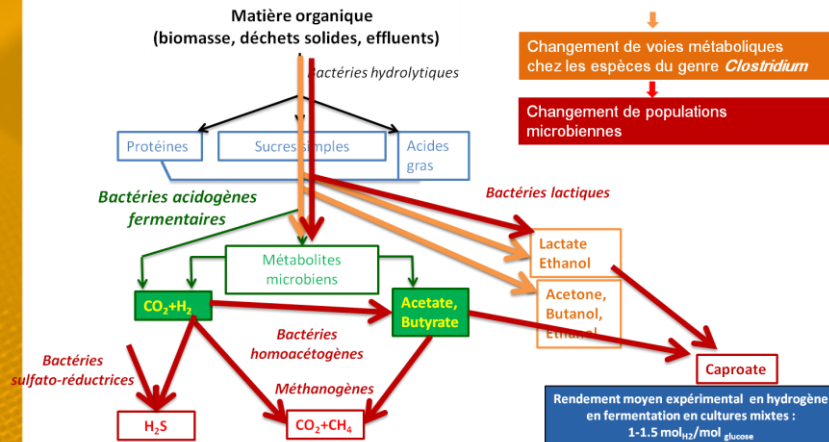 Matière organique
(biomasse, déchets solides, effluents)
Bactéries hydrolytiques
Changement de voies métaboliques
chez les espèces du genre Clostridium
Changement de populations
microbiennes
Protéines
Sucres simples
Acides
gras
Bactéries acidogènes
fermentaires
Bactéries lactiques
Métabolites
microbiens
Lactate
Ethanol
CO₂+H₂
Acetate,
Butyrate
Acetone,
Butanol,
Ethanol
Bactéries
homoacétogènes
Bactéries
sulfato-réductrices
Méthanogènes
Caproate
H₂S
CO₂+CH₄
Rendement moyen expérimental en hydrogène
en fermentation en cultures mixtes :
1-1.5 mol_H2/mol _glucose